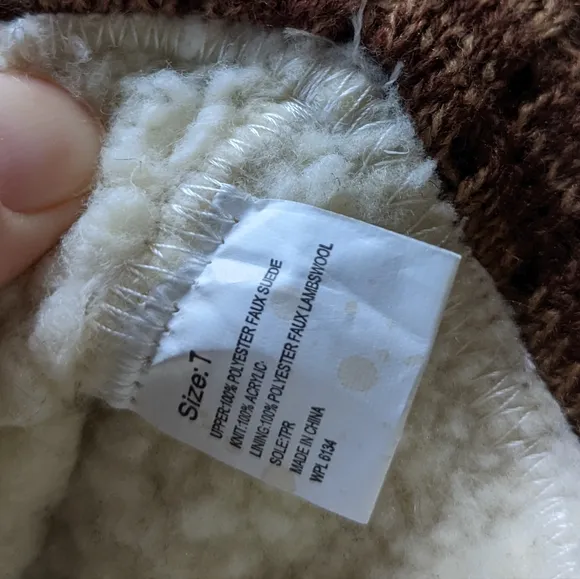 Size: 7
UPPER:100% POLYESTER FAUX SUEDE
KNIT:100% ACRYLIC
LINING:100% POLYESTER FAUX LAMBSWOOL
SOLE:TPR
MADE IN CHINA
WPL 6134